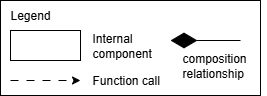 Legend
Internal
component
Function call
composition
relationship